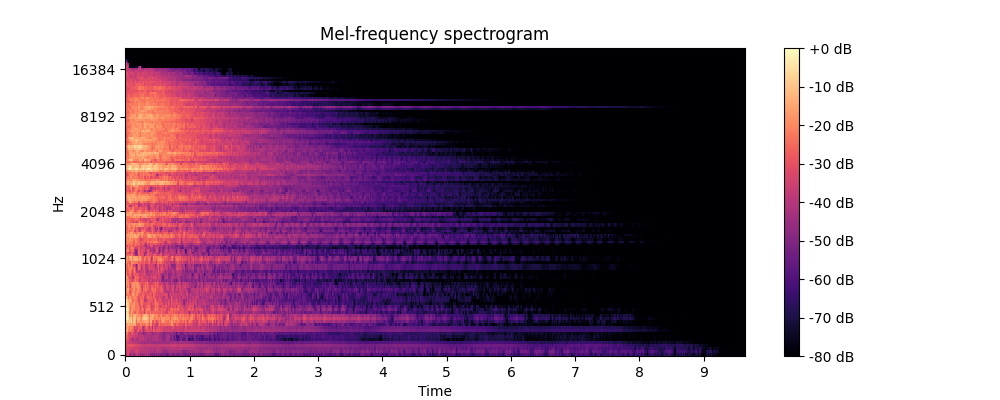 Mel-frequency spectrogram
Hz
16384
8192
4096
2048
1024
512
0
0 1 2 3 4 5 6 7 8 9
Time
+0 dB
-10 dB
-20 dB
-30 dB
-40 dB
-50 dB
-60 dB
-70 dB
-80 dB